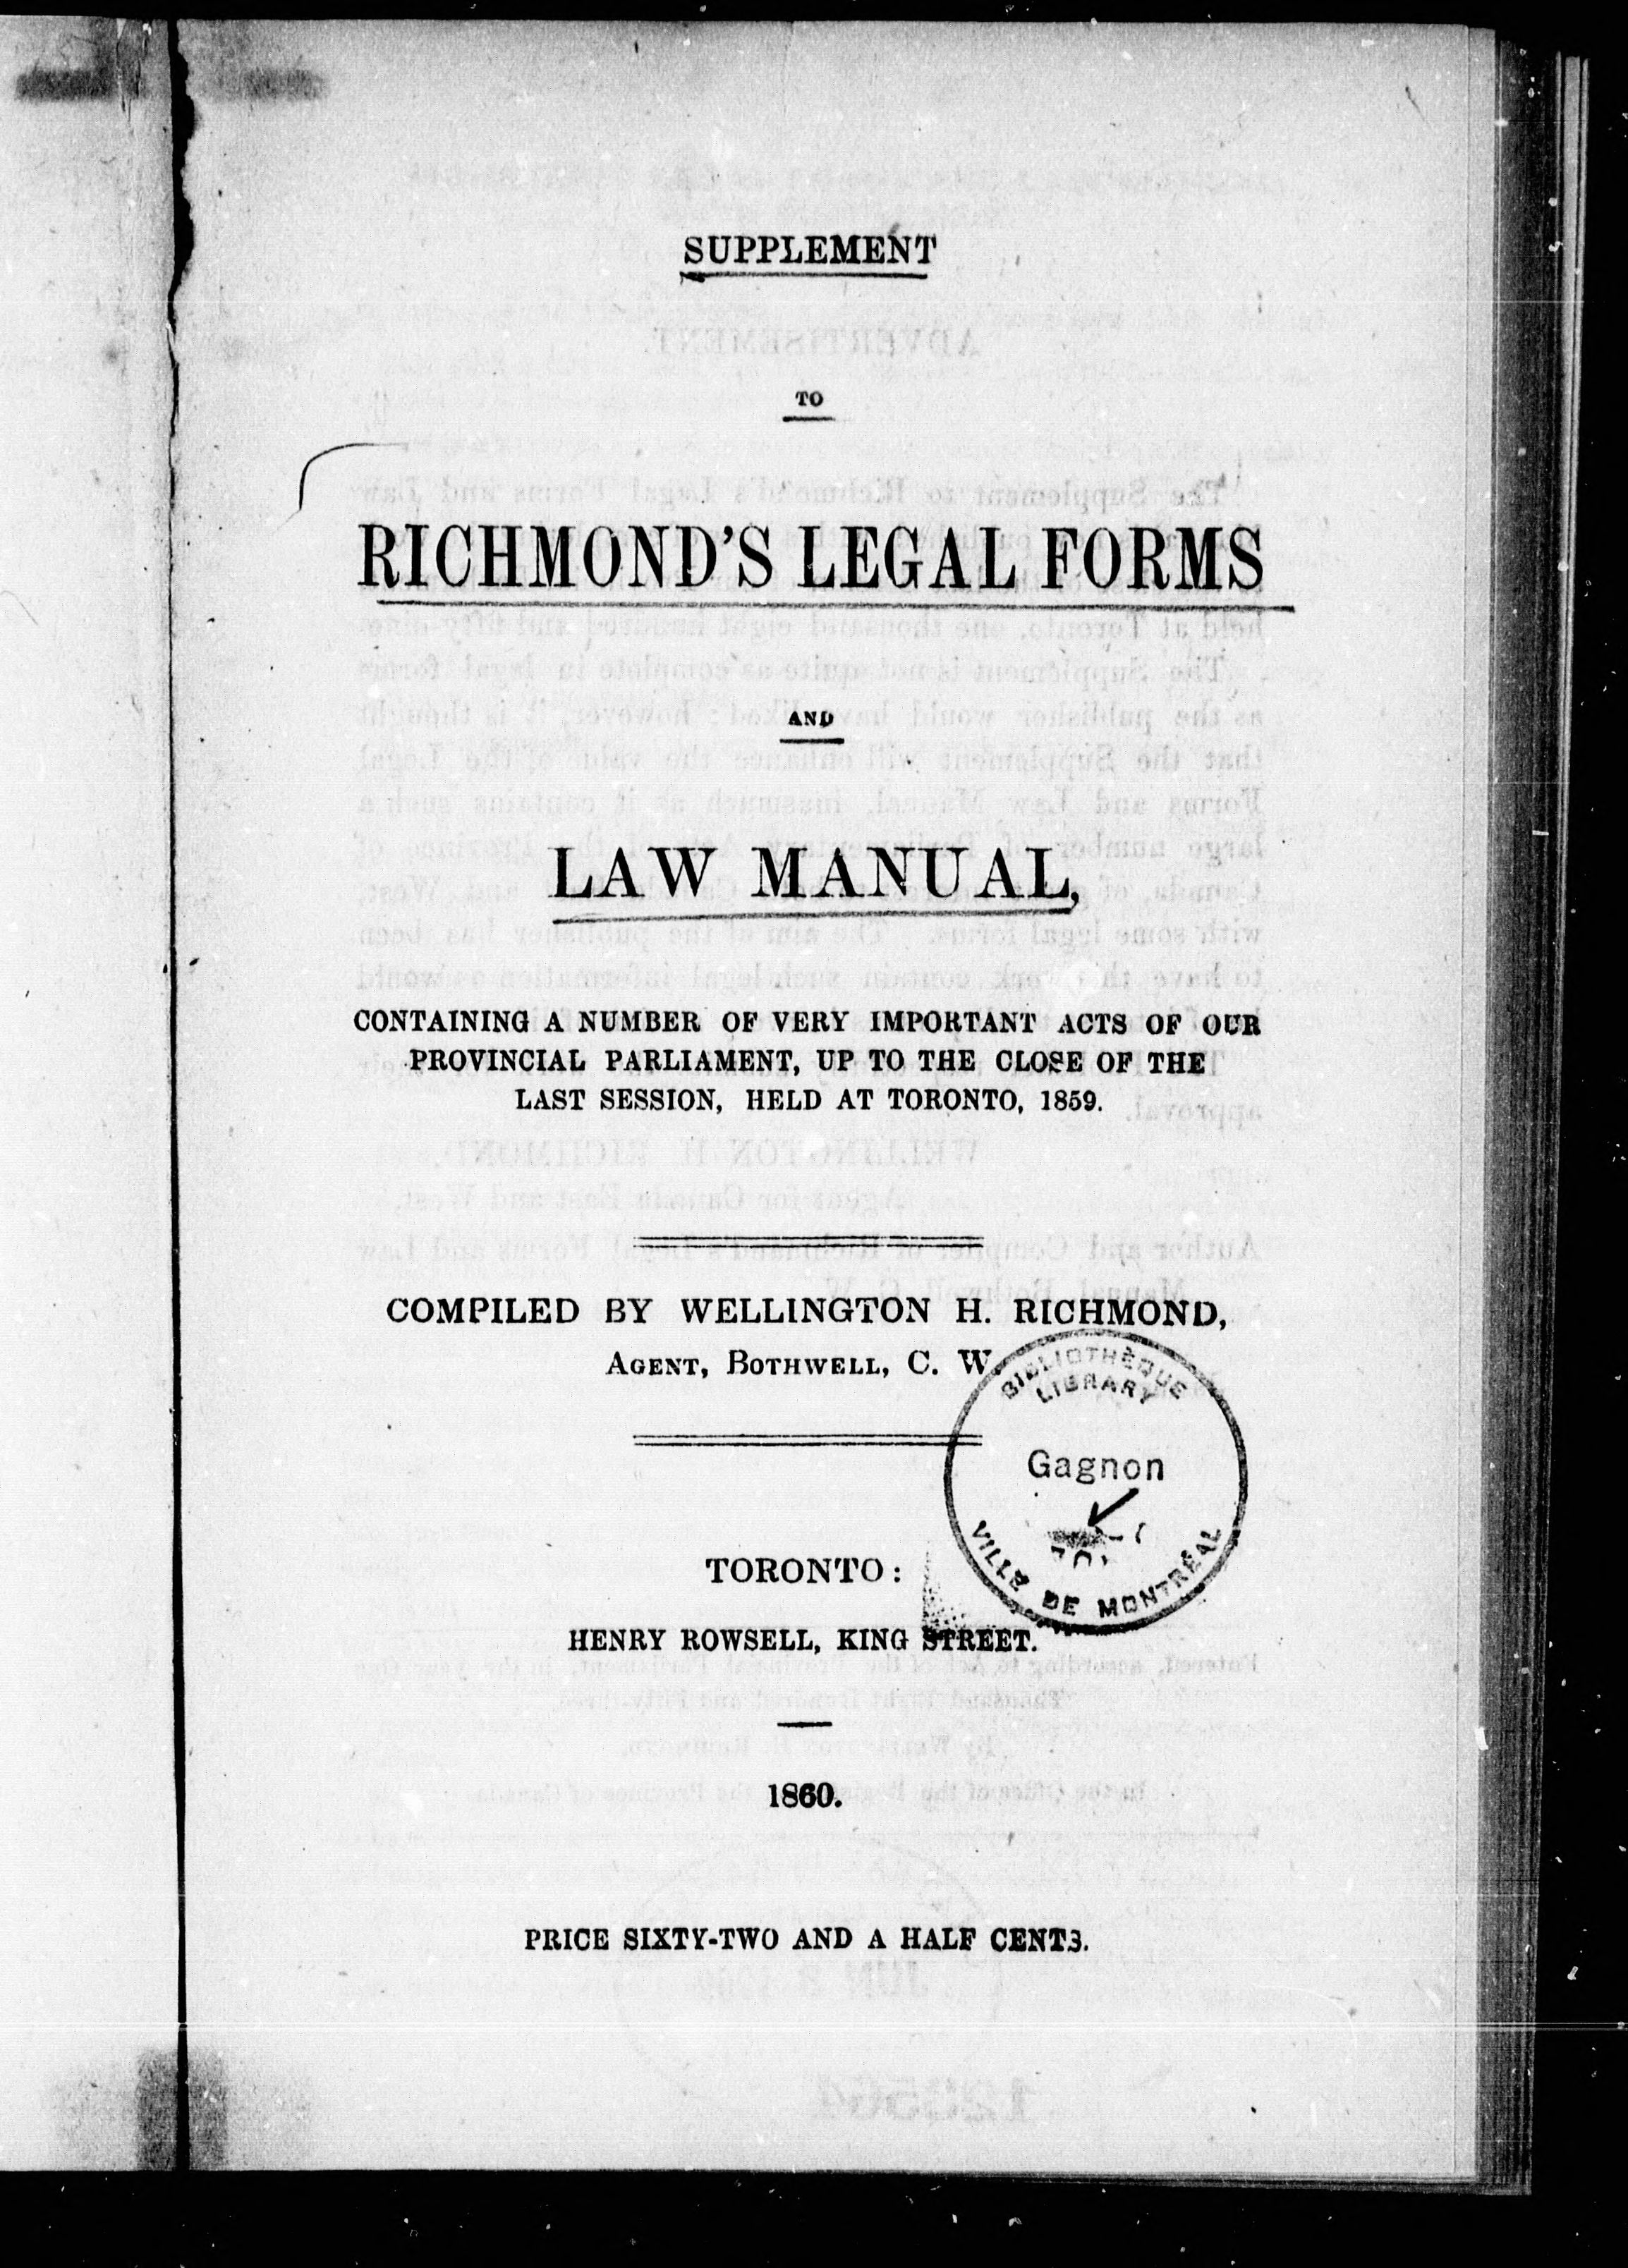 SUPPLEMENT
TO
RICHMOND'S LEGAL FORMS
AND
LAW MANUAL,
CONTAINING A NUMBER OF VERY IMPORTANT ACTS OF OUR
PROVINCIAL PARLIAMENT, UP TO THE CLOSE OF THE
LAST SESSION, HELD AT TORONTO, 1859.
COMPILED BY WELLINGTON H. RICHMOND,
AGENT, BOTHWELL, C. W.
BIBLIOTHÈQUE
LIBRARY
Gagnon
VILLE DE MONTRÉAL
TORONTO:
HENRY ROWSELL, KING STREET.
1860.
PRICE SIXTY-TWO AND A HALF CENTS.